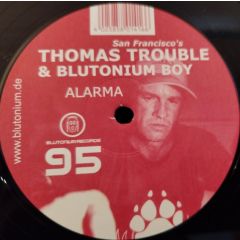 San Francisco's
THOMAS TROUBLE
& BLUTONIUM BOY
ALARMA
www.blutonium.de
BLUTONIUM RECORDS
95